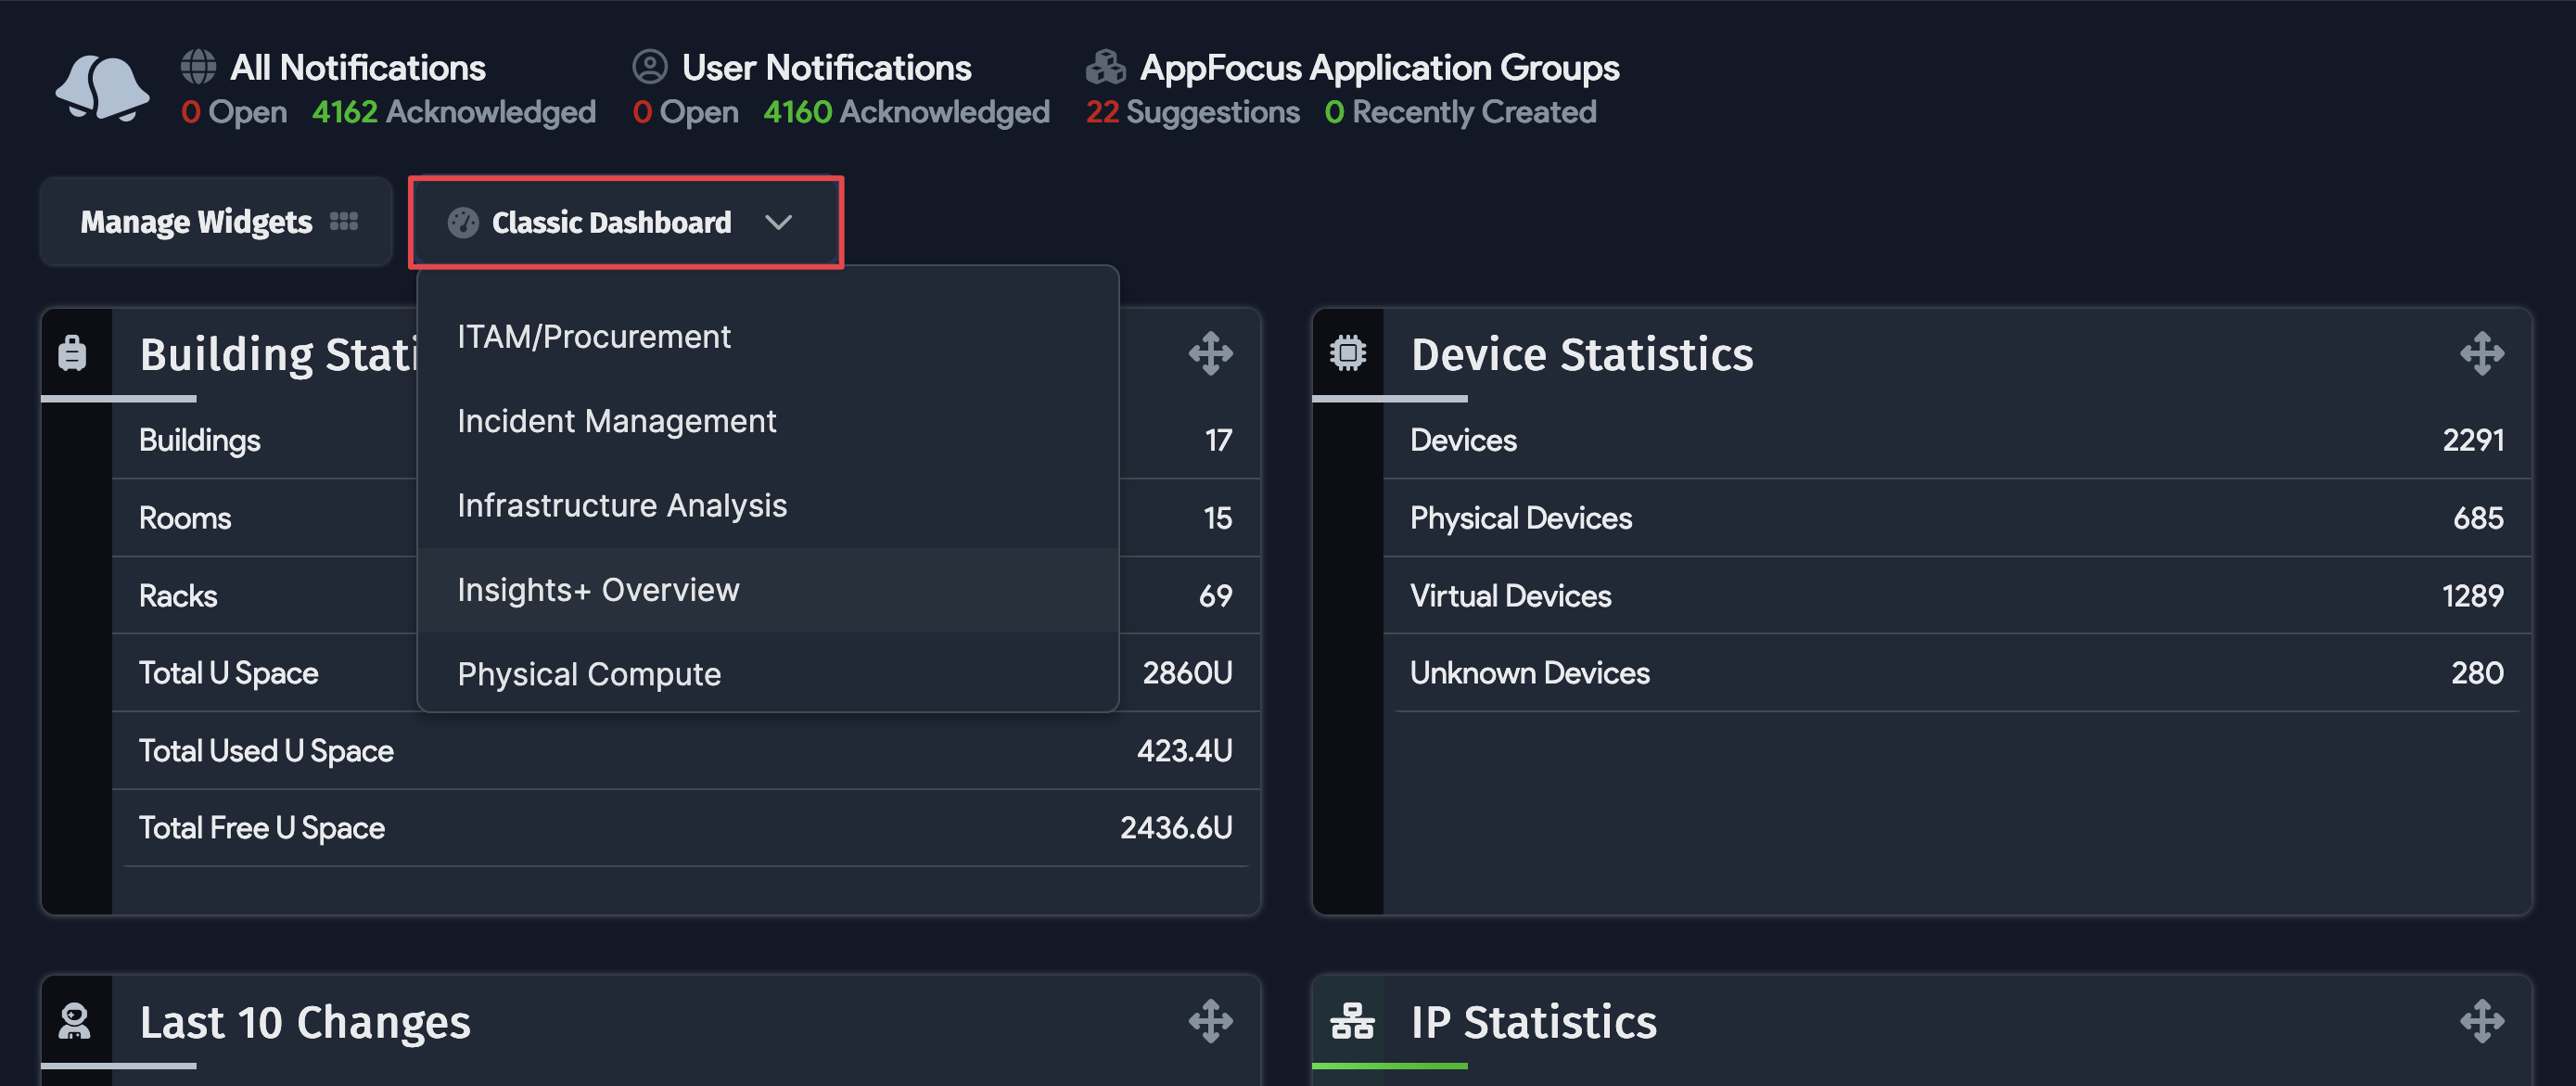 All Notifications
0 Open 4162 Acknowledged
User Notifications
0 Open 4160 Acknowledged
AppFocus Application Groups
22 Suggestions 0 Recently Created
Manage Widgets
Classic Dashboard
ITAM/Procurement
Incident Management
Infrastructure Analysis
Insights+ Overview
Physical Compute
Building Stati
Buildings 17
Rooms 15
Racks 69
Total U Space 2860U
Total Used U Space 423.4U
Total Free U Space 2436.6U
Device Statistics
Devices 2291
Physical Devices 685
Virtual Devices 1289
Unknown Devices 280
Last 10 Changes
IP Statistics